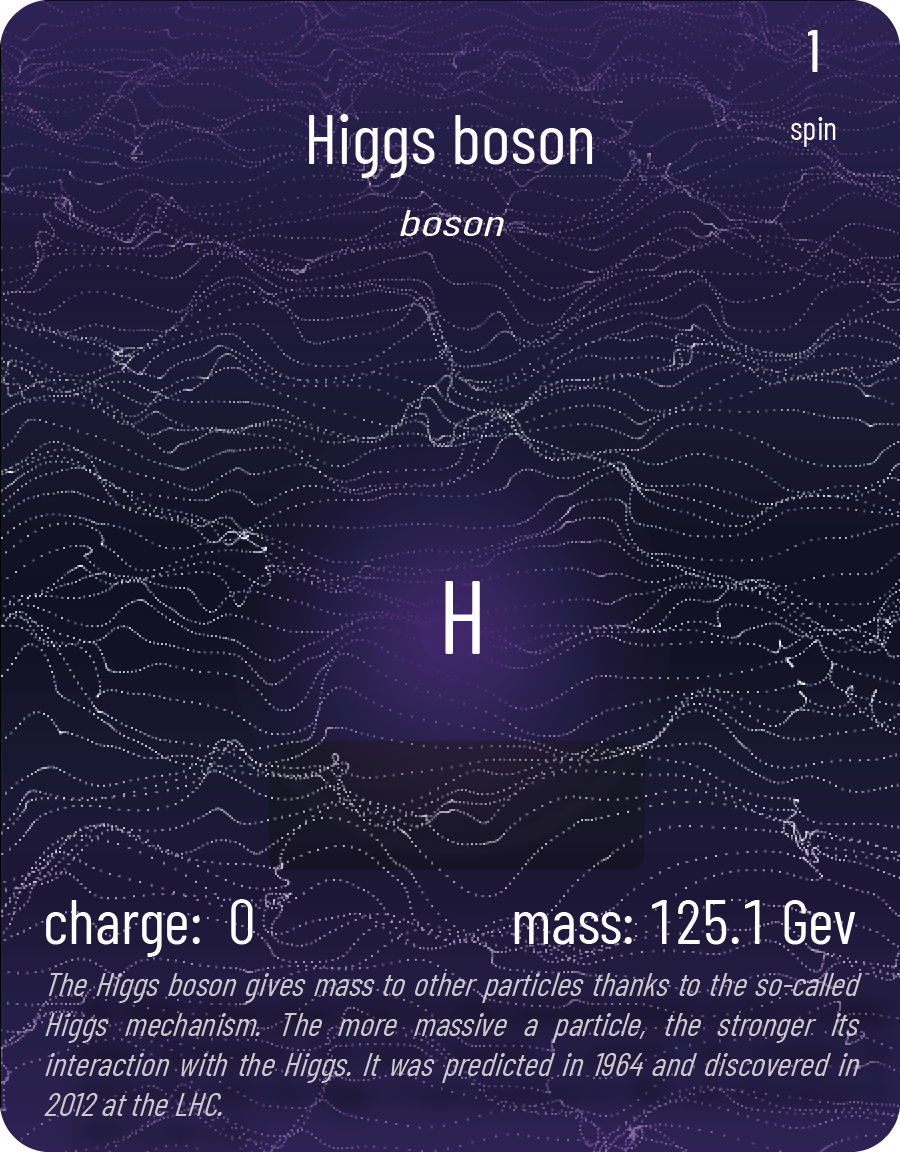 1
spin
Higgs boson
boson
H
charge: 0
mass: 125.1 Gev
The Higgs boson gives mass to other particles thanks to the so-called
Higgs mechanism. The more massive a particle, the stronger its
interaction with the Higgs. It was predicted in 1964 and discovered in
2012 at the LHC.